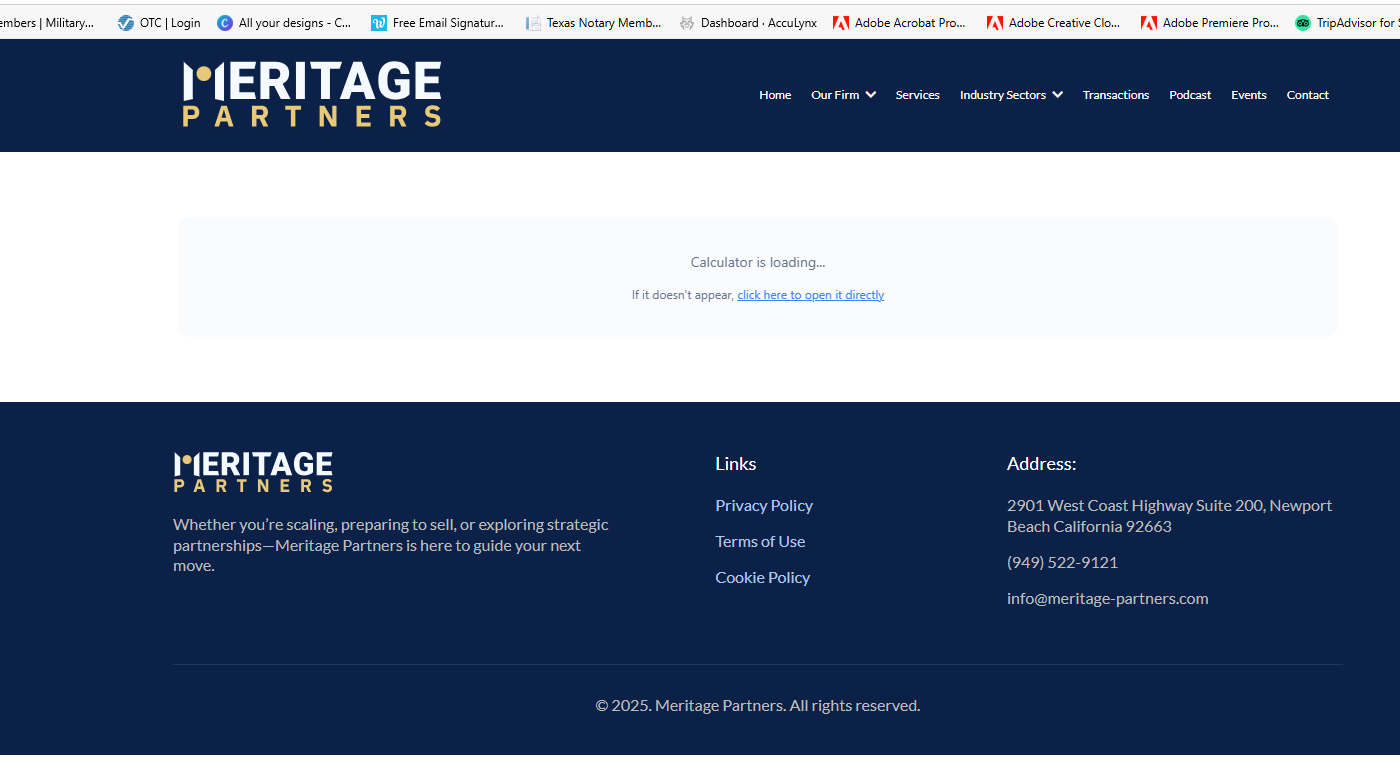 embers | Military... OTC | Login All your designs - C... Free Email Signatur... Texas Notary Memb... Dashboard · AccuLynx Adobe Acrobat Pro... Adobe Creative Clo... Adobe Premiere Pro... TripAdvisor for S
MERITAGE
PARTNERS
Home Our Firm Services Industry Sectors Transactions Podcast Events Contact
Calculator is loading...
If it doesn't appear, click here to open it directly
MERITAGE
PARTNERS
Whether you’re scaling, preparing to sell, or exploring strategic
partnerships—Meritage Partners is here to guide your next
move.
Links
Privacy Policy
Terms of Use
Cookie Policy
Address:
2901 West Coast Highway Suite 200, Newport
Beach California 92663
(949) 522-9121
info@meritage-partners.com
© 2025. Meritage Partners. All rights reserved.